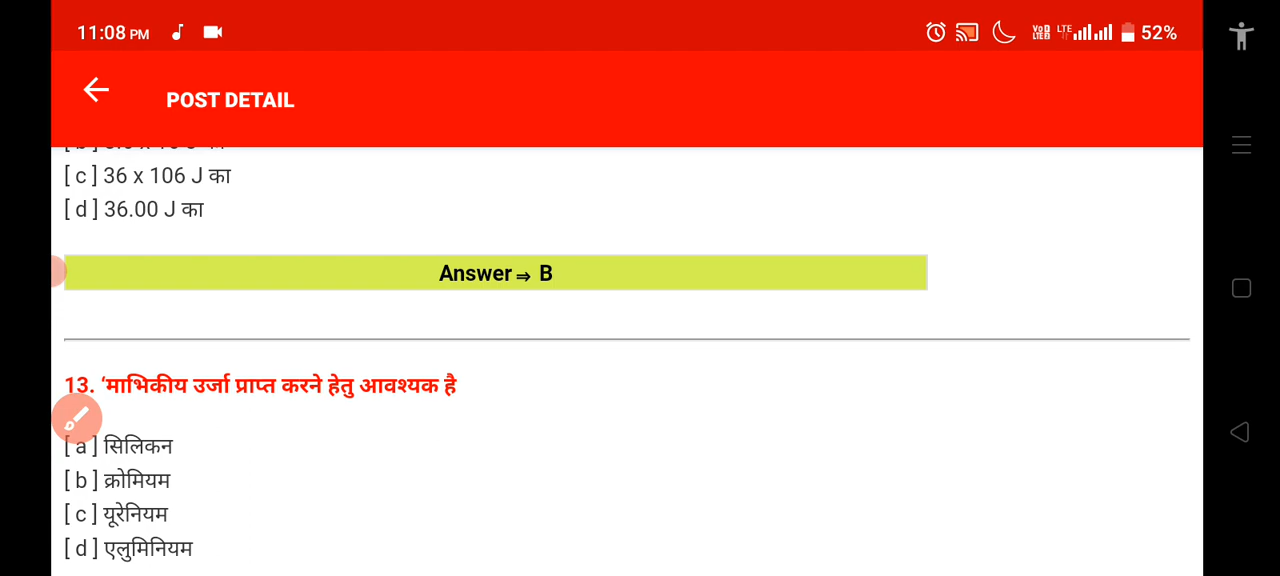 11:08 PM
52%
POST DETAIL
[ c ] 36 x 106 J का
[ d ] 36.00 J का
Answer ⇒ B
13. ‘माभिकीय उर्जा प्राप्त करने हेतु आवश्यक है
[ a ] सिलिकन
[ b ] क्रोमियम
[ c ] यूरेनियम
[ d ] एलुमिनियम